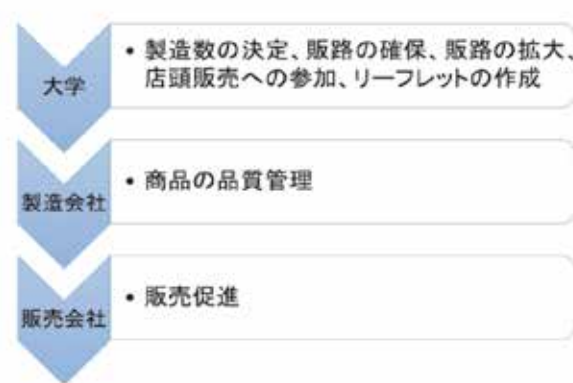 大学
• 製造数の決定、販路の確保、販路の拡大、
店頭販売への参加、リーフレットの作成
製造会社
• 商品の品質管理
販売会社
• 販売促進